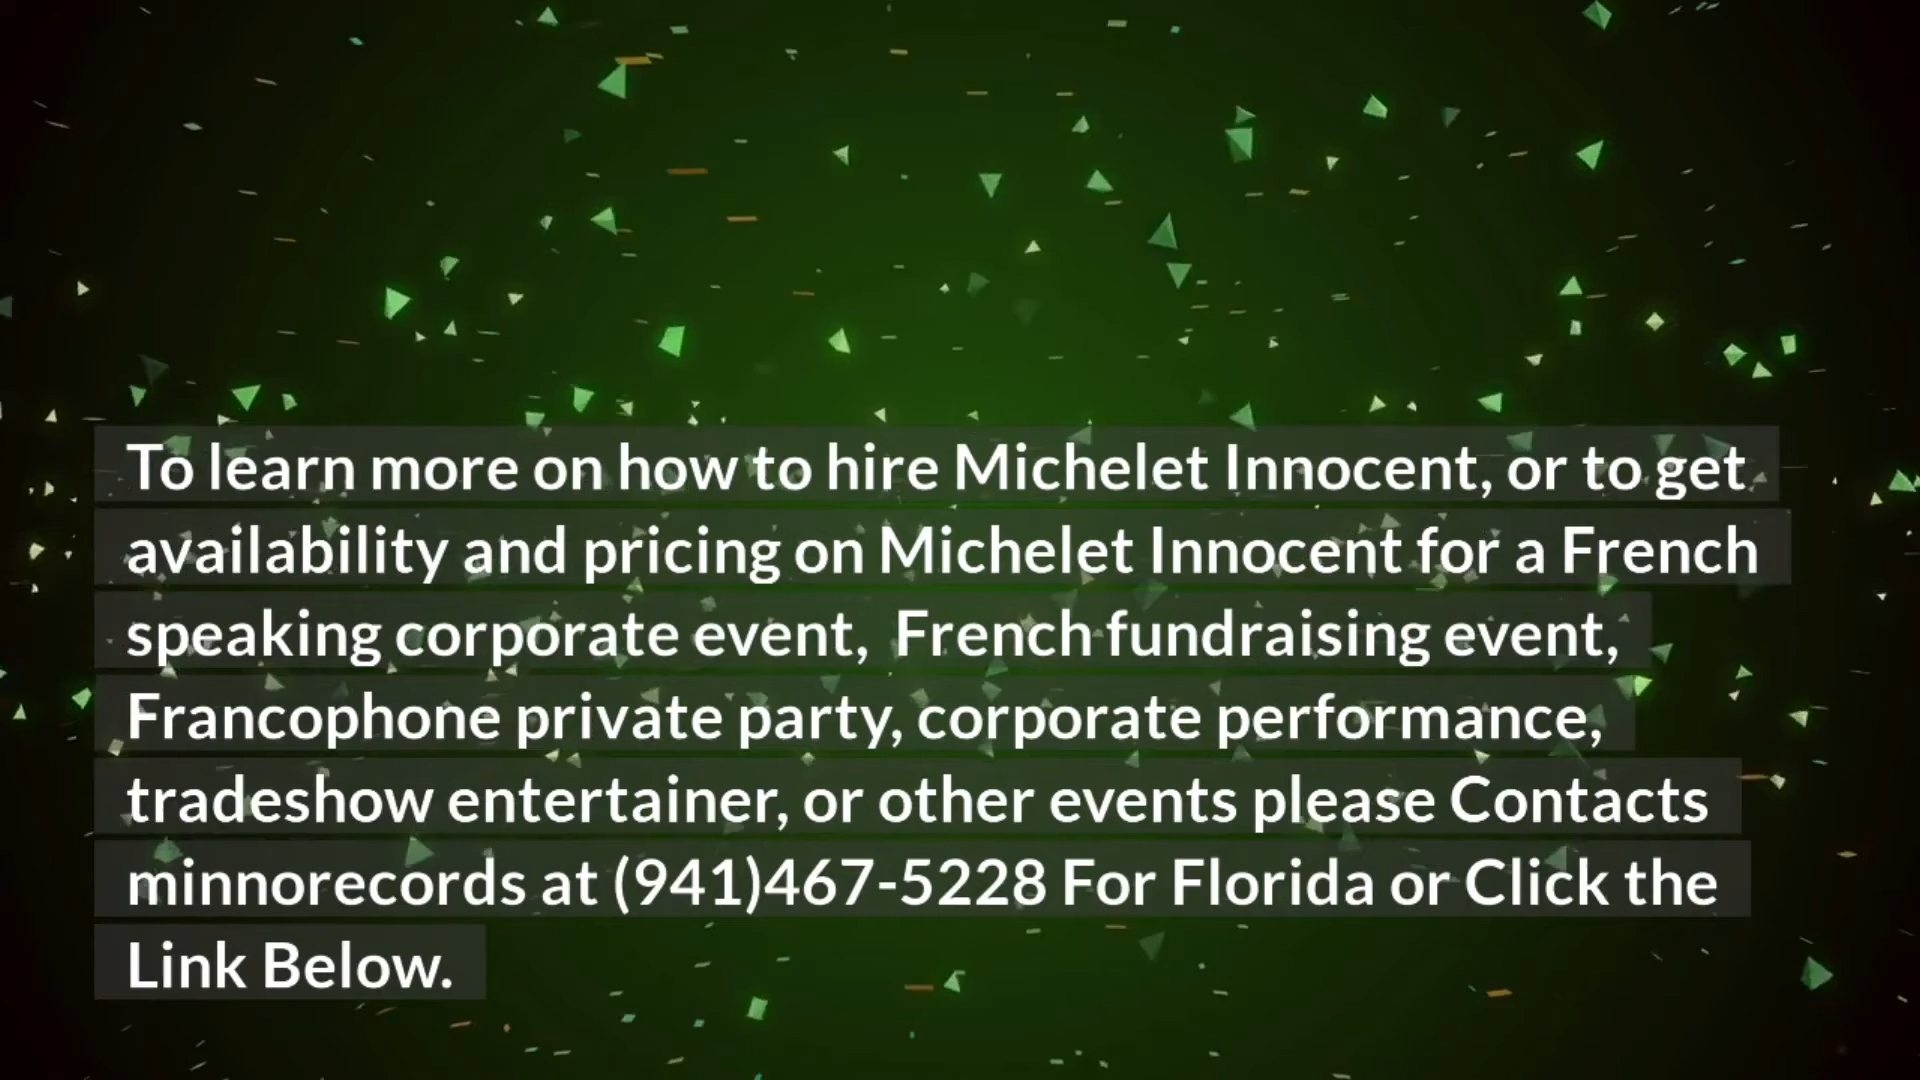 To learn more on how to hire Michelet Innocent, or to get
availability and pricing on Michelet Innocent for a French
speaking corporate event,  French fundraising event,
Francophone private party, corporate performance,
tradeshow entertainer, or other events please Contacts
minnorecords at (941)467-5228 For Florida or Click the
Link Below.